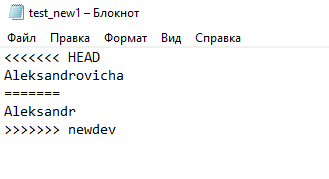 test_new1 – Блокнот
Файл Правка Формат Вид Справка
<<<<<<< HEAD
Aleksandrovicha
=======
Aleksandr
>>>>>>> newdev